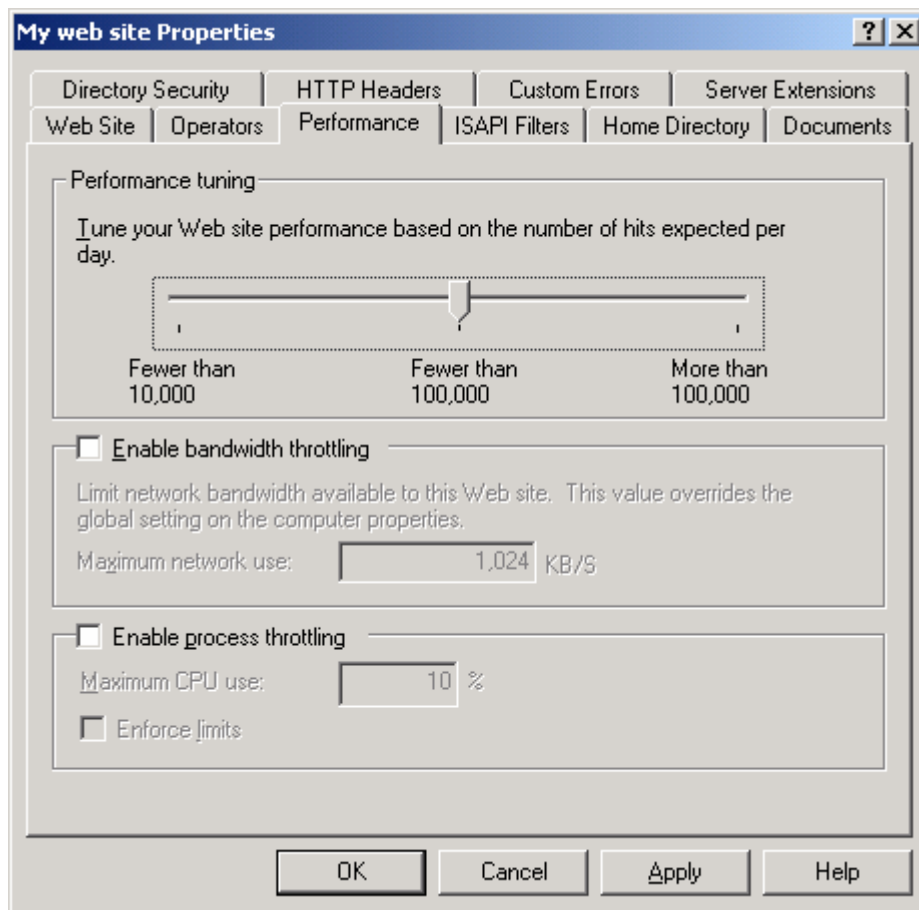 My web site Properties
Directory Security HTTP Headers Custom Errors Server Extensions
Web Site Operators Performance ISAPI Filters Home Directory Documents
Performance tuning
Tune your Web site performance based on the number of hits expected per
day.
Fewer than Fewer than More than
10,000 100,000 100,000
Enable bandwidth throttling
Limit network bandwidth available to this Web site. This value overrides the
global setting on the computer properties.
Maximum network use: 1,024 KB/S
Enable process throttling
Maximum CPU use: 10 %
Enforce limits
OK Cancel Apply Help